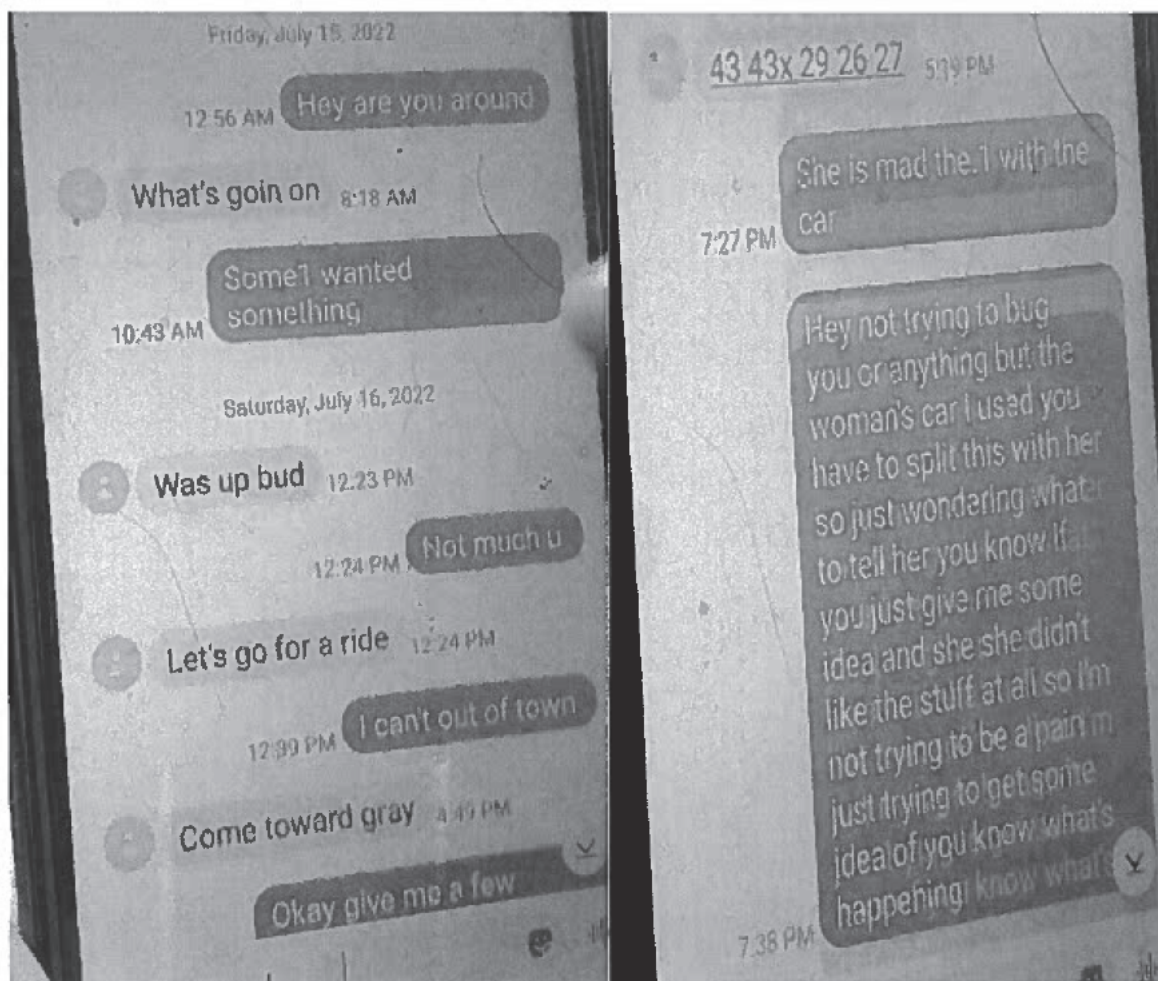 Friday, July 15, 2022
Hey are you around
12:56 AM
What's goin on 8:18 AM
Some1 wanted
something
10:43 AM
Saturday, July 16, 2022
Was up bud 12:23 PM
Not much u
12:24 PM
Let's go for a ride 12:24 PM
I can't out of town
PM
Come toward gray 4:49 PM
Okay give me a few
43 43x 29 26 27 5:19 PM
She is mad the.1 with the
car
7:27 PM
Hey not trying to bug
you or anything but the
woman's car I used you
have to split this with her
so just wondering what
to tell her you know if
you just give me some
idea and she she didn't
like the stuff at all so I'm
not trying to be a pain m
just trying to get some
idea of you know what's
happening know what's
7:38 PM